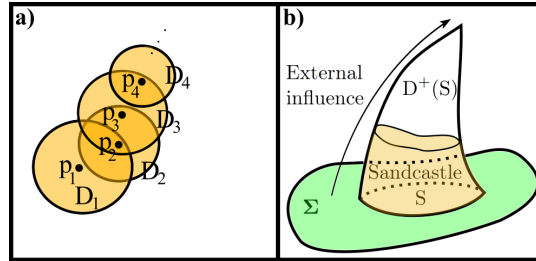 a)
p₄
D₄
p₃
D₃
p₂
D₂
p₁
D₁
b)
External
influence
D⁺(S)
Sandcastle
S
Σ